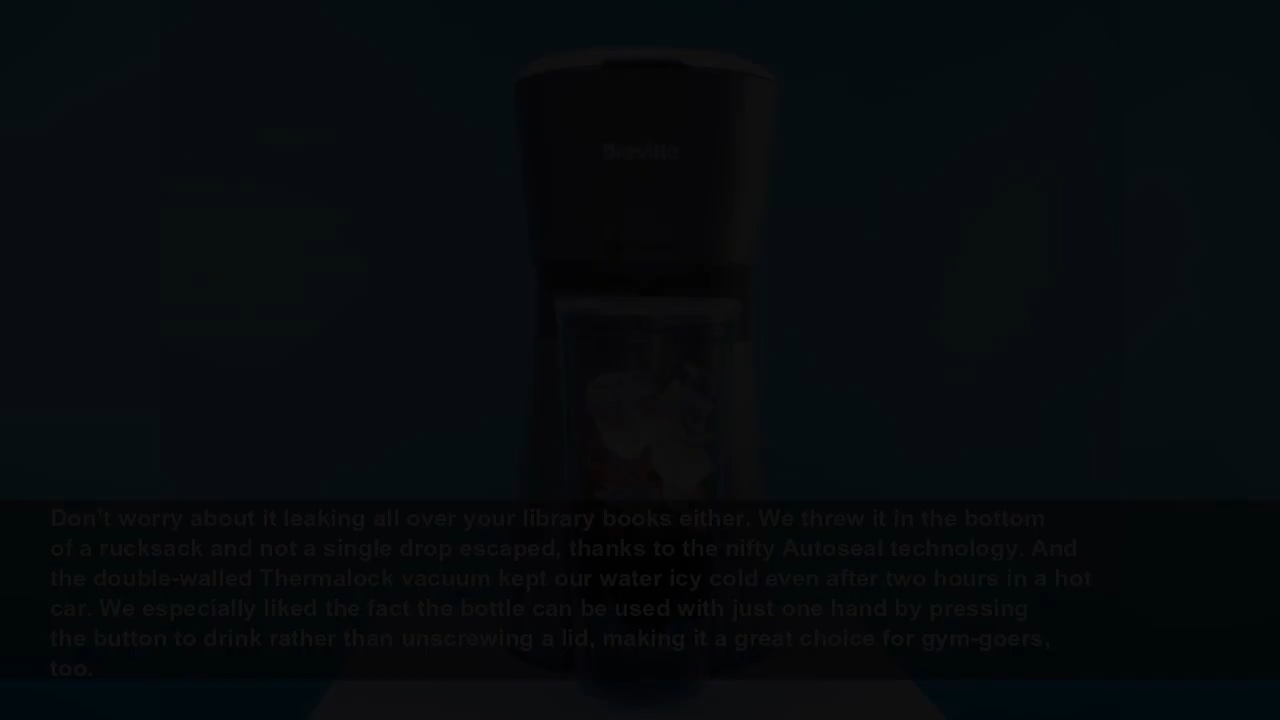 Breville
Don't worry about it leaking all over your library books either. We threw it in the bottom
of a rucksack and not a single drop escaped, thanks to the nifty Autoseal technology. And
the double-walled Thermalock vacuum kept our water icy cold even after two hours in a hot
car. We especially liked the fact the bottle can be used with just one hand by pressing
the button to drink rather than unscrewing a lid, making it a great choice for gym-goers,
too.